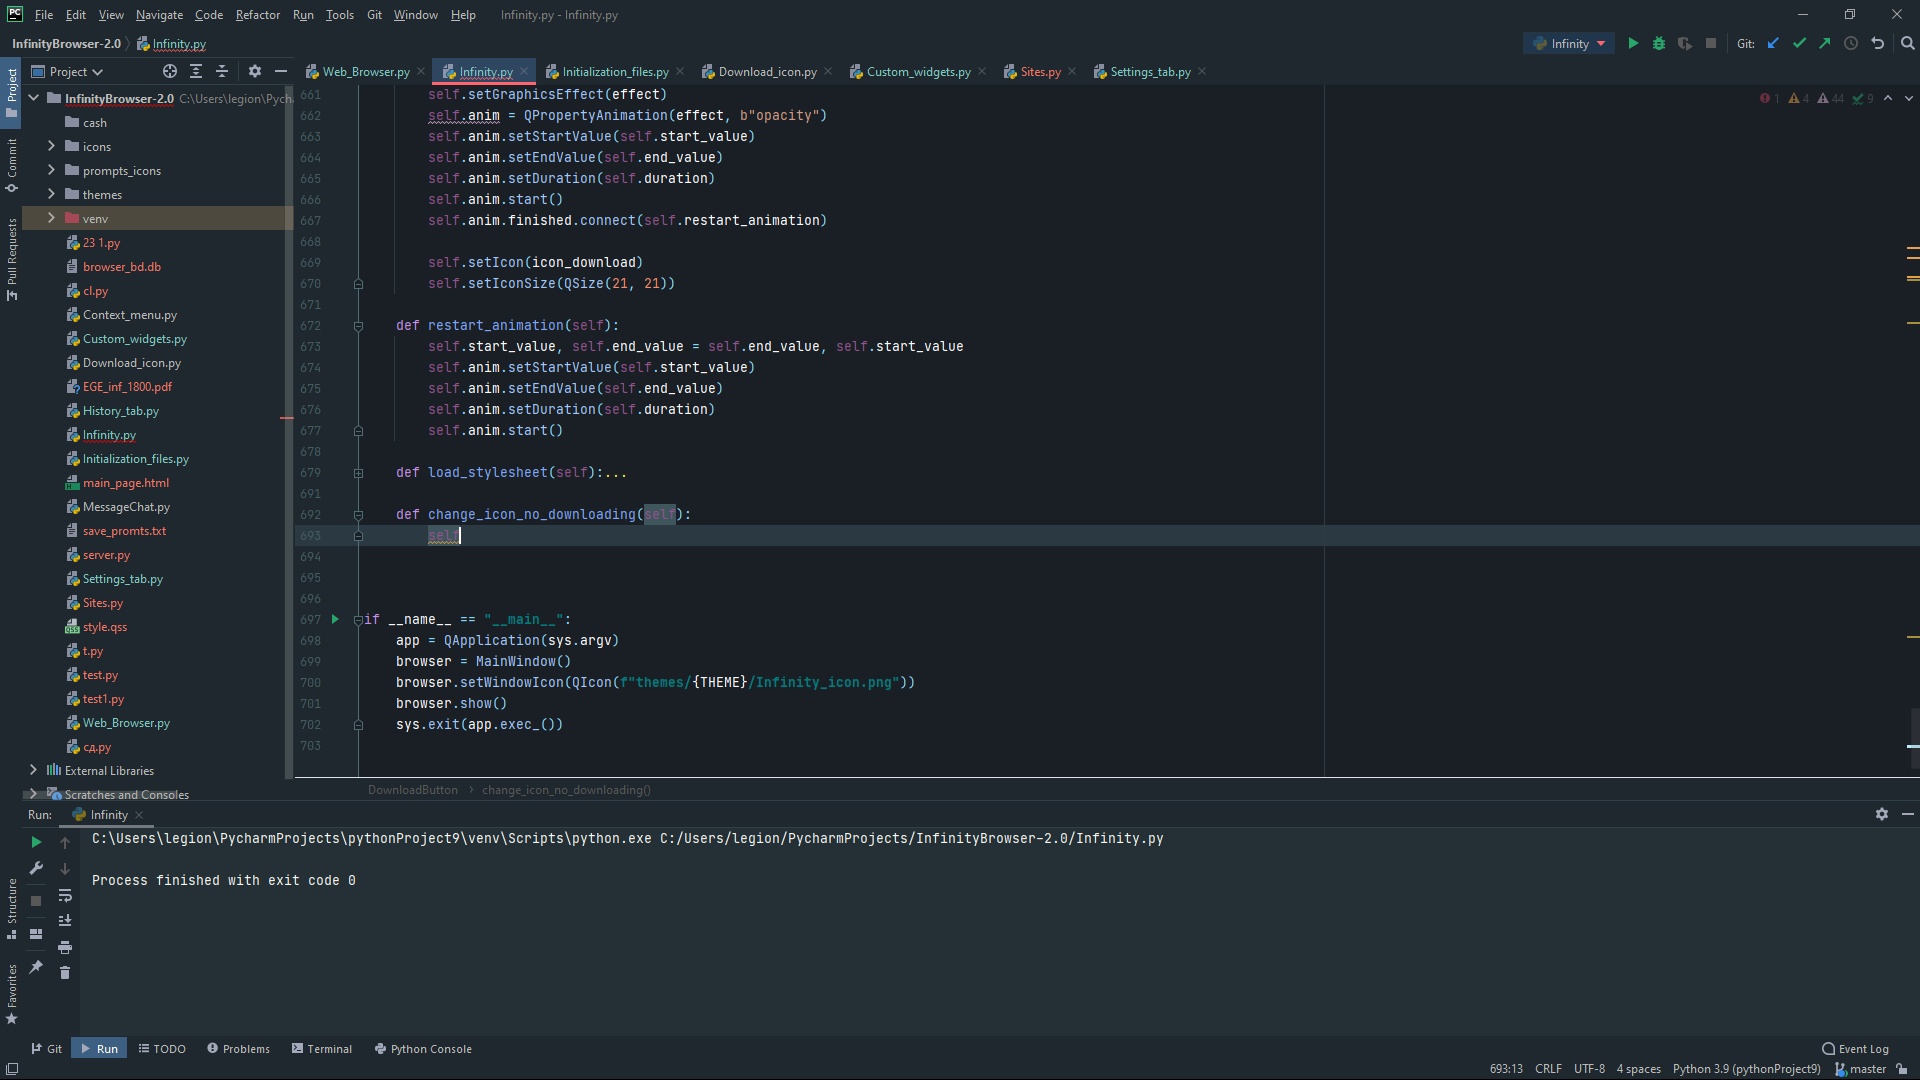 File Edit View Navigate Code Refactor Run Tools Git Window Help Infinity.py - Infinity.py
InfinityBrowser-2.0 Infinity.py
Infinity Git:
Project
Web_Browser.py Infinity.py Initialization_files.py Download_icon.py Custom_widgets.py Sites.py Settings_tab.py
Project
Commit
Pull Requests
Structure
Favorites
InfinityBrowser-2.0 C:\Users\legion\Pych
cash
icons
prompts_icons
themes
venv
23 1.py
browser_bd.db
cl.py
Context_menu.py
Custom_widgets.py
Download_icon.py
EGE_inf_1800.pdf
History_tab.py
Infinity.py
Initialization_files.py
main_page.html
MessageChat.py
save_promts.txt
server.py
Settings_tab.py
Sites.py
style.qss
t.py
test.py
test1.py
Web_Browser.py
сд.py
External Libraries
Scratches and Consoles
1 4 44 9
661 self.setGraphicsEffect(effect)
662 self.anim = QPropertyAnimation(effect, b"opacity")
663 self.anim.setStartValue(self.start_value)
664 self.anim.setEndValue(self.end_value)
665 self.anim.setDuration(self.duration)
666 self.anim.start()
667 self.anim.finished.connect(self.restart_animation)
668
669 self.setIcon(icon_download)
670 self.setIconSize(QSize(21, 21))
671
672 def restart_animation(self):
673 self.start_value, self.end_value = self.end_value, self.start_value
674 self.anim.setStartValue(self.start_value)
675 self.anim.setEndValue(self.end_value)
676 self.anim.setDuration(self.duration)
677 self.anim.start()
678
679 def load_stylesheet(self):...
691
692 def change_icon_no_downloading(self):
693 self
694
695
696
697 if __name__ == "__main__":
698 app = QApplication(sys.argv)
699 browser = MainWindow()
700 browser.setWindowIcon(QIcon(f"themes/{THEME}/Infinity_icon.png"))
701 browser.show()
702 sys.exit(app.exec_())
703
DownloadButton change_icon_no_downloading()
Run: Infinity
C:\Users\legion\PycharmProjects\pythonProject9\venv\Scripts\python.exe C:/Users/legion/PycharmProjects/InfinityBrowser-2.0/Infinity.py
Process finished with exit code 0
Git Run TODO Problems Terminal Python Console Event Log
693:13 CRLF UTF-8 4 spaces Python 3.9 (pythonProject9) master